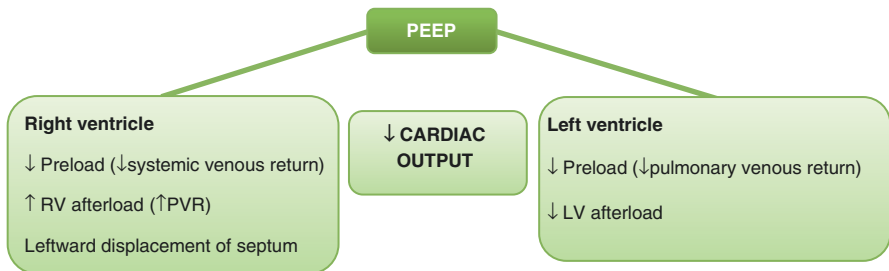 PEEP
Right ventricle
↓ Preload (↓systemic venous return)
↑ RV afterload (↑PVR)
Leftward displacement of septum
↓ CARDIAC
OUTPUT
Left ventricle
↓ Preload (↓pulmonary venous return)
↓ LV afterload